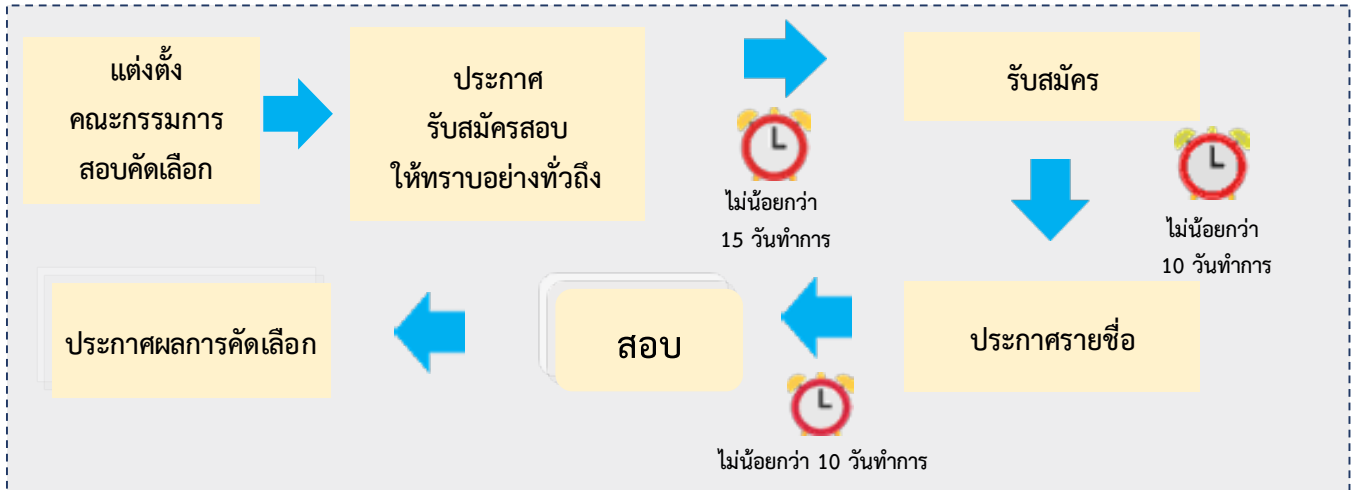 แต่งตั้ง
คณะกรรมการ
สอบคัดเลือก
ประกาศ
รับสมัครสอบ
ให้ทราบอย่างทั่วถึง
ไม่น้อยกว่า
15 วันทำการ
รับสมัคร
ไม่น้อยกว่า
10 วันทำการ
ประกาศรายชื่อ
ไม่น้อยกว่า 10 วันทำการ
สอบ
ประกาศผลการคัดเลือก